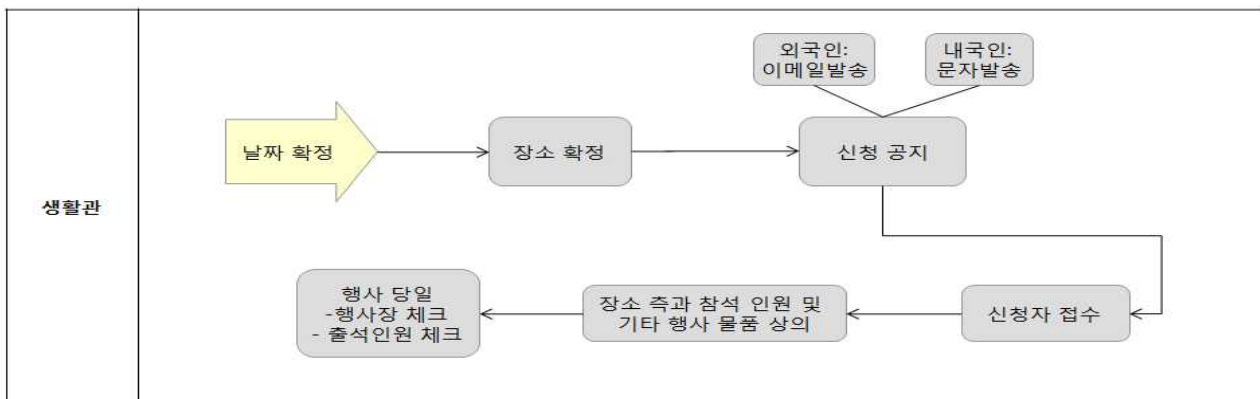 외국인:
이메일발송
내국인:
문자발송
날짜 확정
장소 확정
신청 공지
생활관
행사 당일
-행사장 체크
- 출석인원 체크
장소 측과 참석 인원 및
기타 행사 물품 상의
신청자 접수